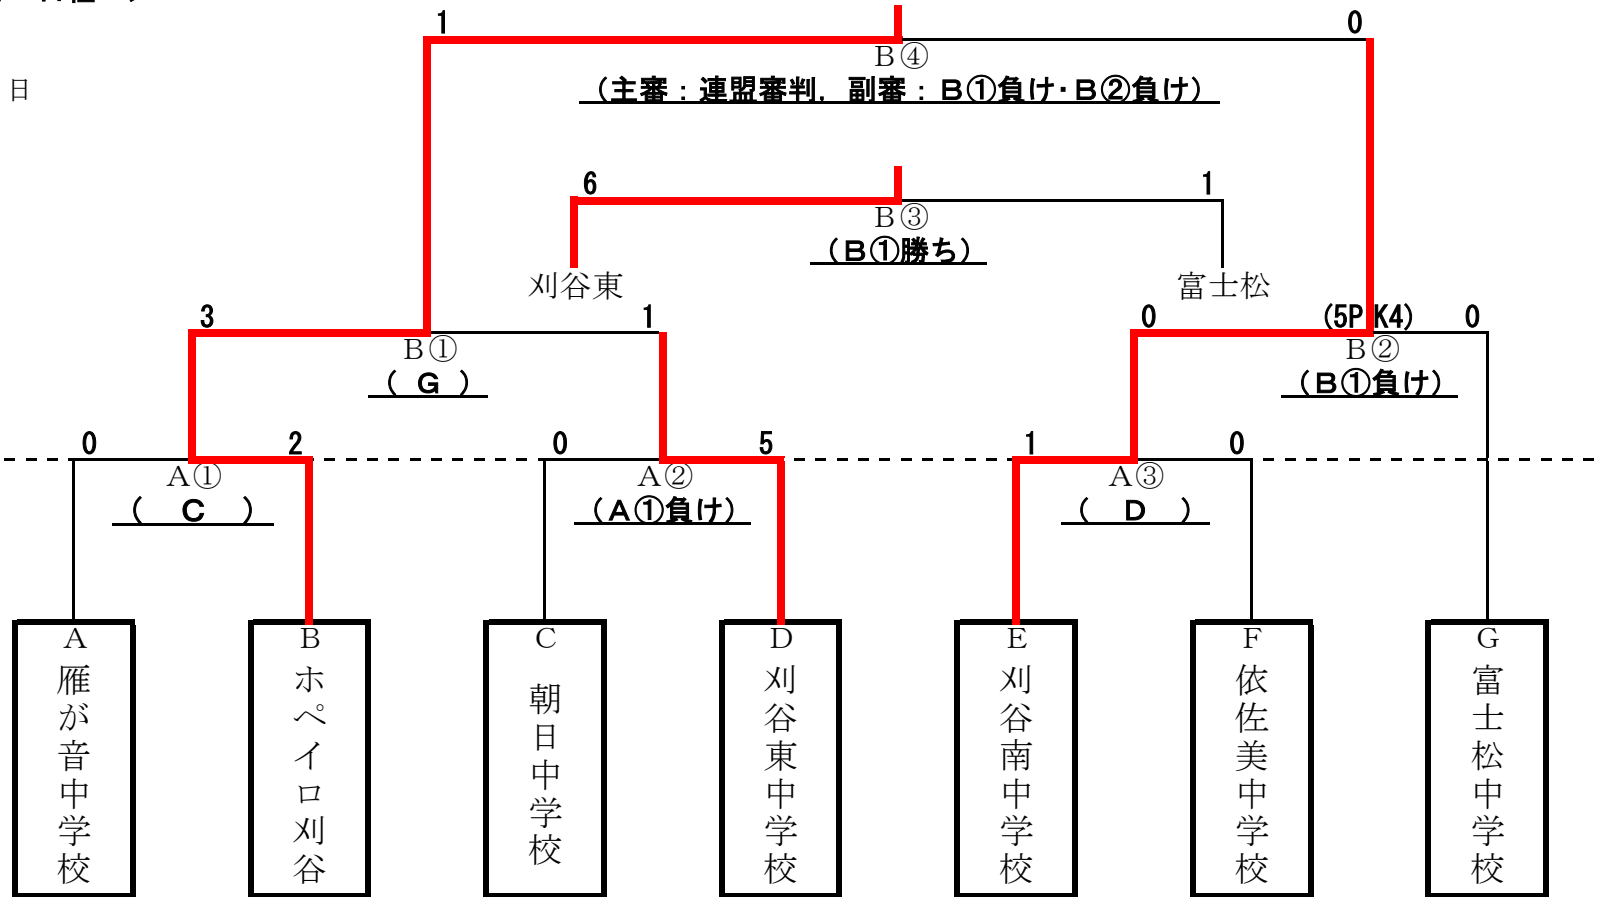 1 0
B④
(主審:連盟審判, 副審:B①負け・B②負け)
日
6 1
B③
(B①勝ち)
刈谷東 富士松
3 1 0 (5PK4) 0
B① B②
( G ) (B①負け)
0 2 0 5 1 0
A① A② A③
( C ) (A①負け) ( D )
A B C D E F G
雁が音中学校
ホペイロ刈谷
朝日中学校
刈谷東中学校
刈谷南中学校
依佐美中学校
富士松中学校